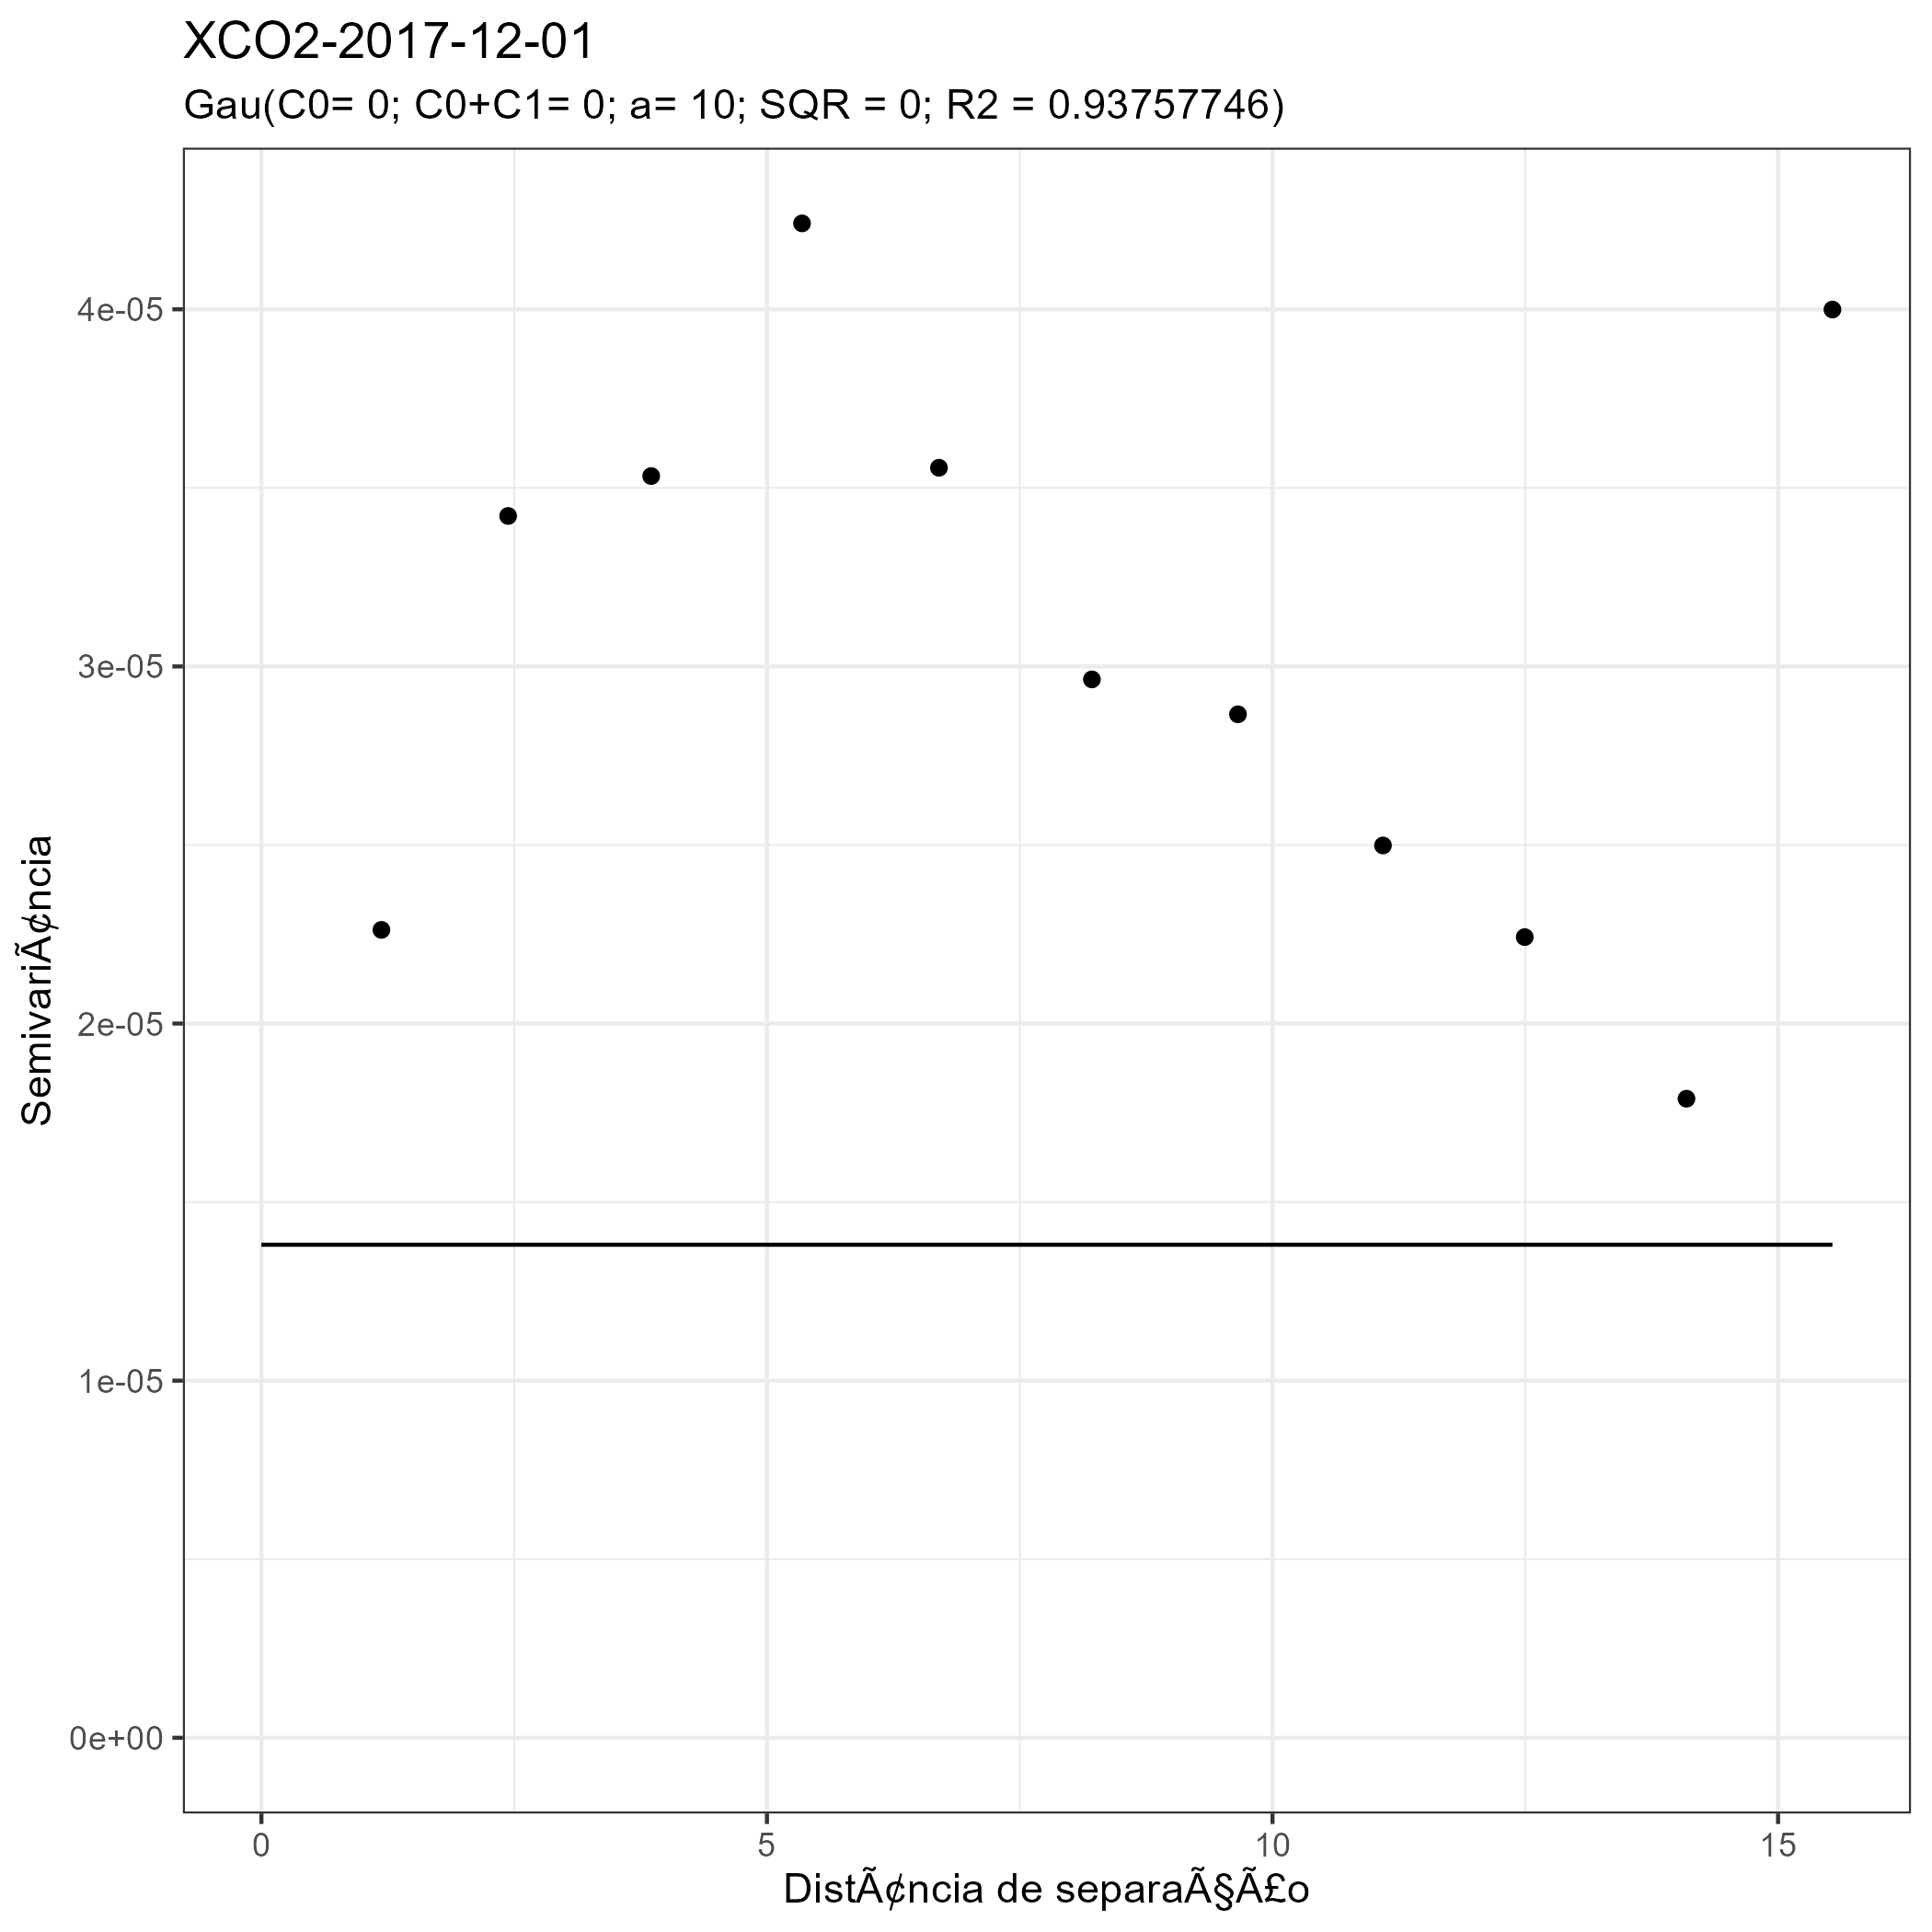 XCO2-2017-12-01
Gau(C0= 0; C0+C1= 0; a= 10; SQR = 0; R2 = 0.93757746)
SemivariÃ¢ncia
4e-05
3e-05
2e-05
1e-05
0e+00
0 5 10 15
DistÃ¢ncia de separaÃ§Ã£o